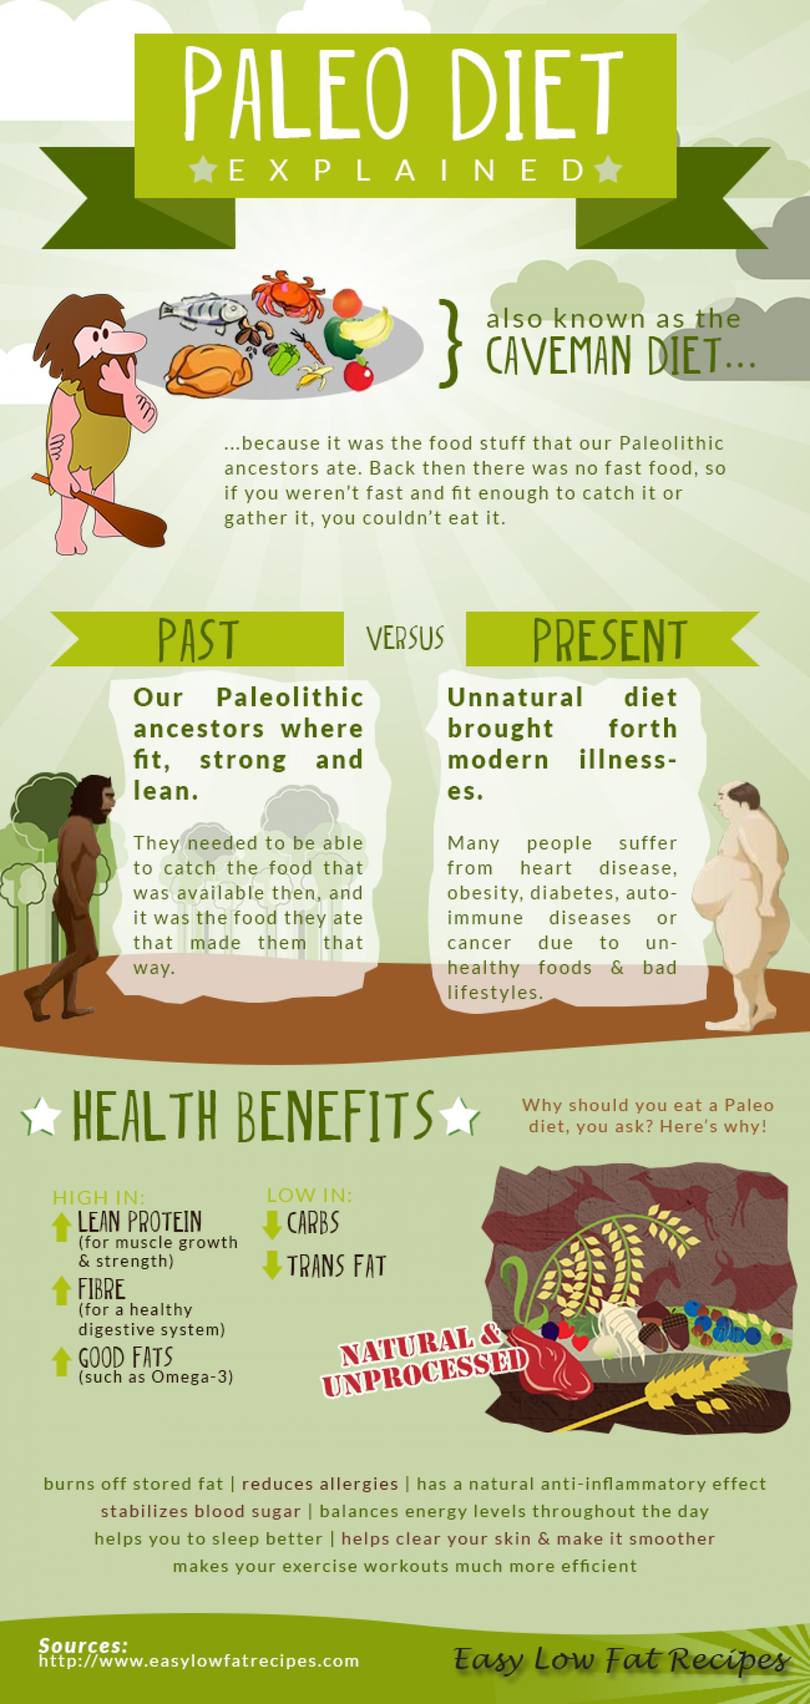 PALEO DIET
EXPLAINED
also known as the
CAVEMAN DIET...
...because it was the food stuff that our Paleolithic
ancestors ate. Back then there was no fast food, so
if you weren't fast and fit enough to catch it or
gather it, you couldn't eat it.
PAST
VERSUS
PRESENT
Our Paleolithic
ancestors where
fit, strong and
lean.
They needed to be able
to catch the food that
was available then, and
it was the food they ate
that made them that
way.
Unnatural diet
brought forth
modern illness-
es.
Many people suffer
from heart disease,
obesity, diabetes, auto-
immune diseases or
cancer due to un-
healthy foods & bad
lifestyles.
HEALTH BENEFITS
Why should you eat a Paleo
diet, you ask? Here's why!
HIGH IN:
LEAN PROTEIN
(for muscle growth
& strength)
FIBRE
(for a healthy
digestive system)
GOOD FATS
(such as Omega-3)
LOW IN:
CARBS
TRANS FAT
NATURAL &
UNPROCESSED
burns off stored fat | reduces allergies | has a natural anti-inflammatory effect
stabilizes blood sugar | balances energy levels throughout the day
helps you to sleep better | helps clear your skin & make it smoother
makes your exercise workouts much more efficient
Sources:
http://www.easylowfatrecipes.com
Easy Low Fat Recipes